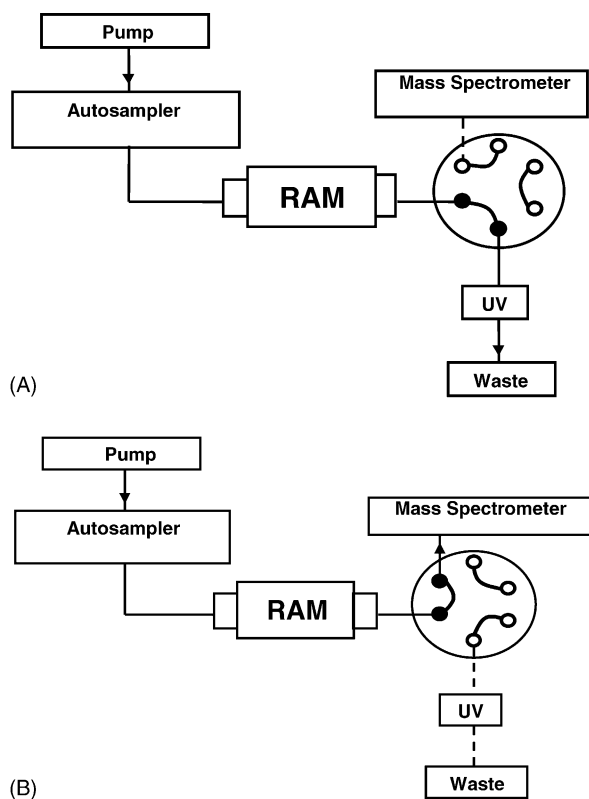 Pump
Autosampler
Mass Spectrometer
RAM
UV
Waste
(A)
Pump
Autosampler
Mass Spectrometer
RAM
UV
Waste
(B)